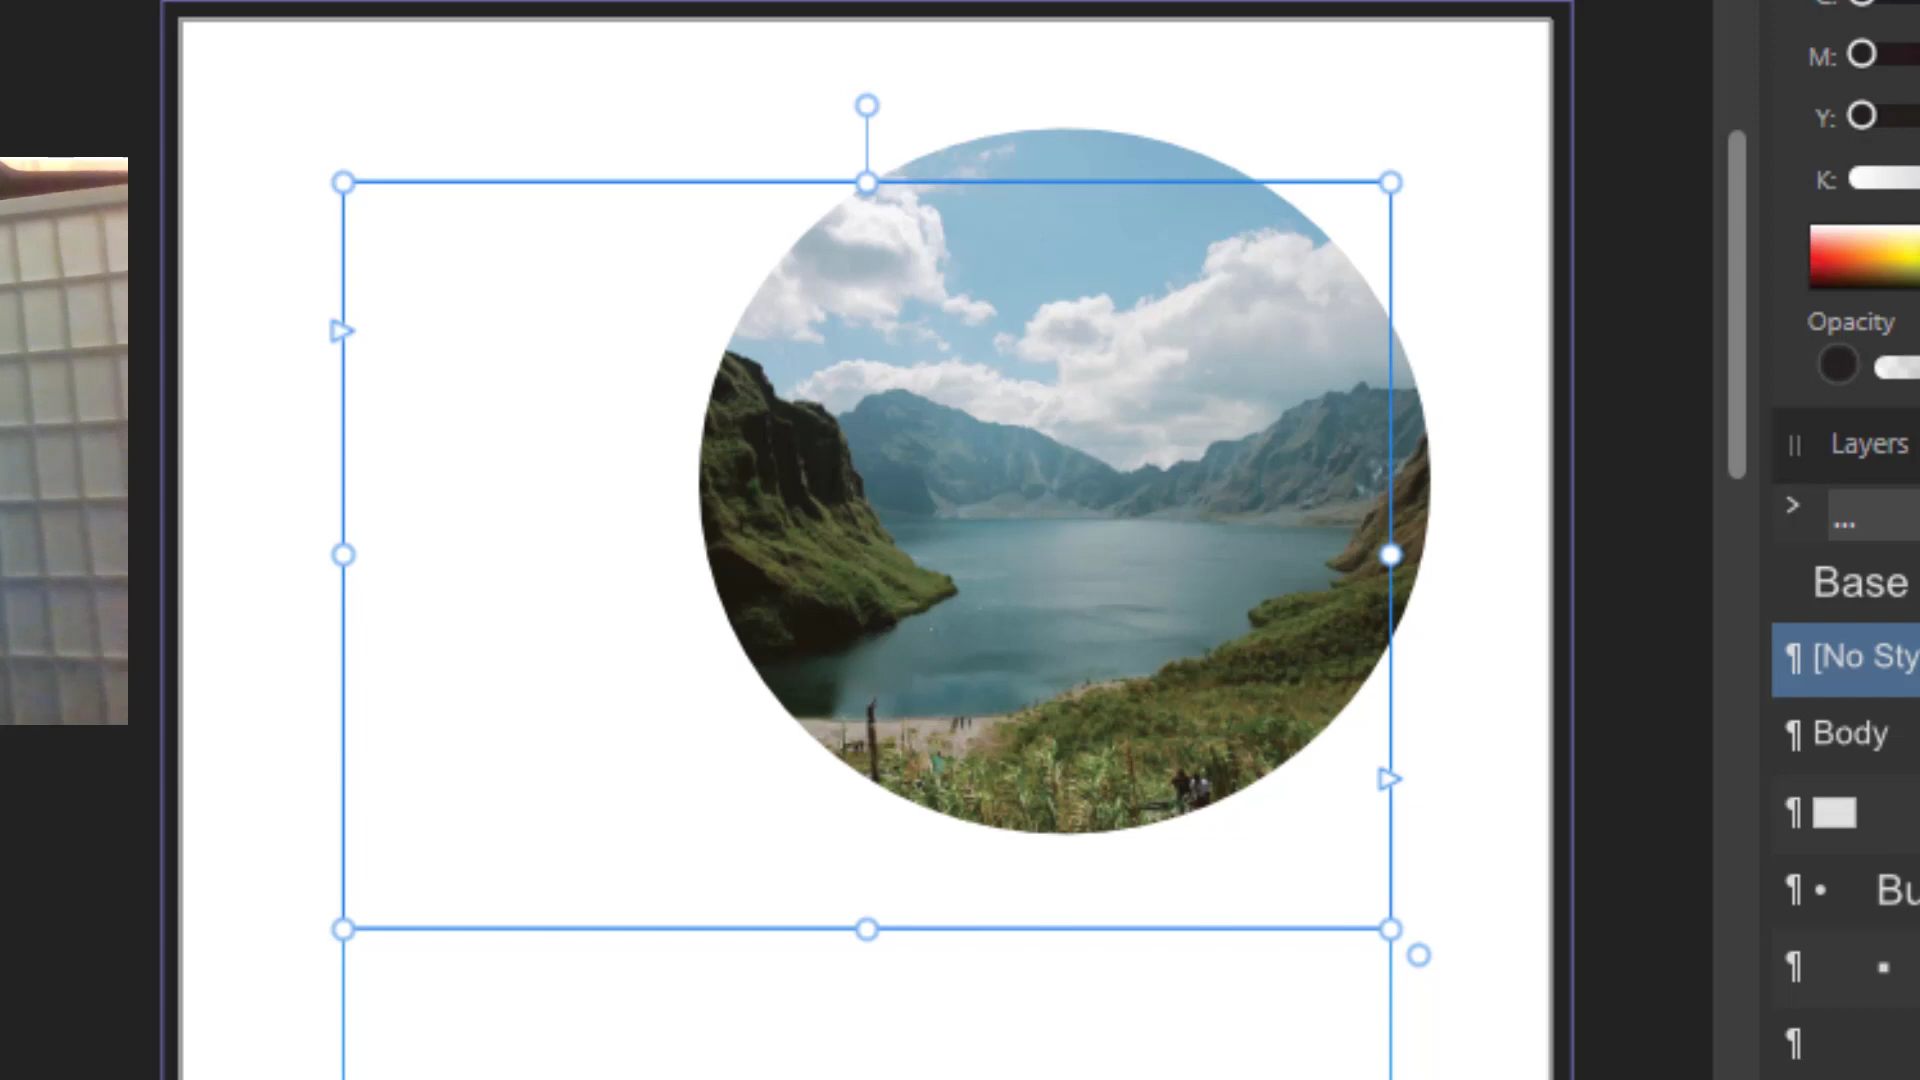 M:
Y:
K:
Opacity
Layers
...
Base
¶ [No Sty
¶ Body
¶
¶ • Bu
¶ ▪
¶